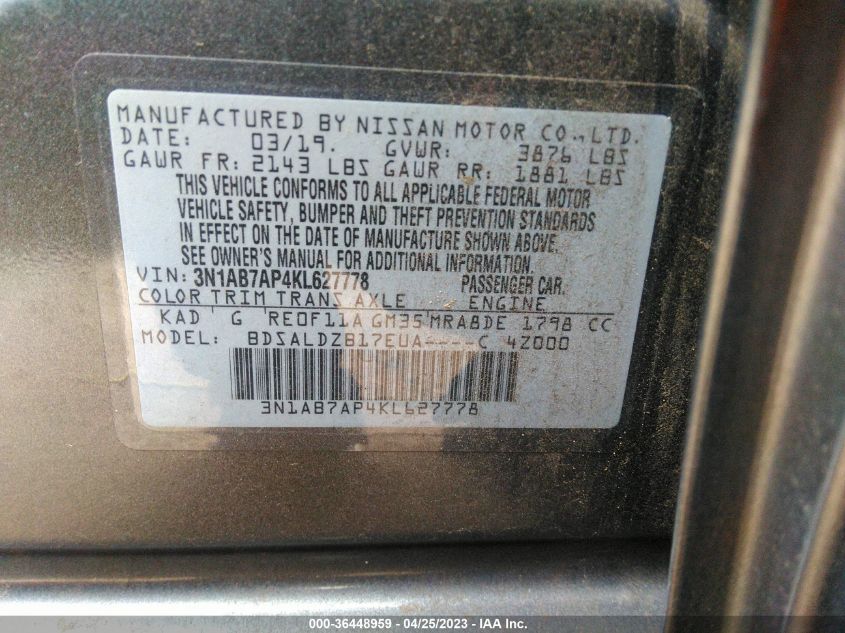 MANUFACTURED BY NISSAN MOTOR CO., LTD.
DATE: 03/19. GVWR: 3876 LBS
GAWR FR: 2143 LBS GAWR RR: 1881 LBS
THIS VEHICLE CONFORMS TO ALL APPLICABLE FEDERAL MOTOR
VEHICLE SAFETY, BUMPER AND THEFT PREVENTION STANDARDS
IN EFFECT ON THE DATE OF MANUFACTURE SHOWN ABOVE.
SEE OWNER'S MANUAL FOR ADDITIONAL INFORMATION.
VIN: 3N1AB7AP4KL627778 PASSENGER CAR.
COLOR TRIM TRANS AXLE ENGINE
KAD G RE0F11A GM35 MRA8DE 1798 CC
MODEL: BDSALDZB17EUA----C 4Z000
3N1AB7AP4KL627778
000-36448959 - 04/25/2023 - IAA Inc.